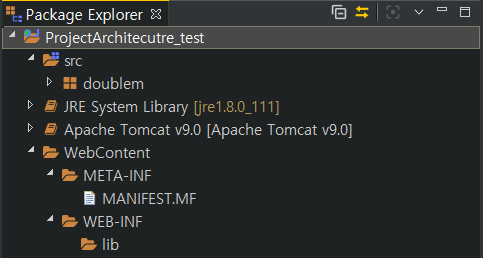 Package Explorer
ProjectArchitecutre_test
src
doublem
JRE System Library [jre1.8.0_111]
Apache Tomcat v9.0 [Apache Tomcat v9.0]
WebContent
META-INF
MANIFEST.MF
WEB-INF
lib